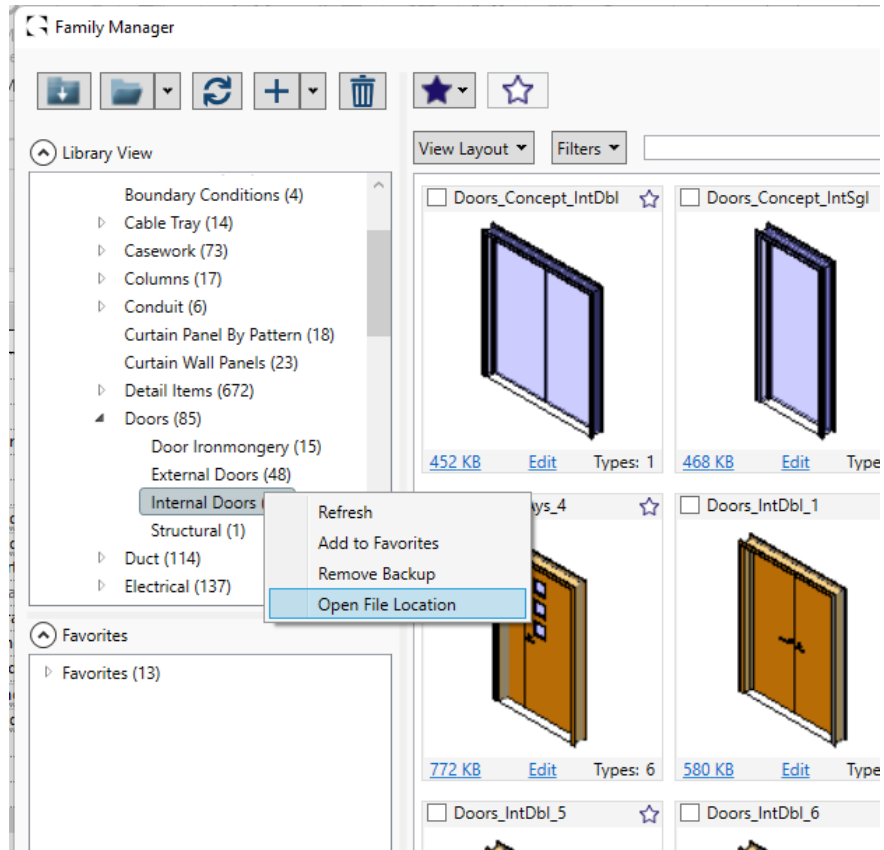 Family Manager
Library View
Boundary Conditions (4)
Cable Tray (14)
Casework (73)
Columns (17)
Conduit (6)
Curtain Panel By Pattern (18)
Curtain Wall Panels (23)
Detail Items (672)
Doors (85)
Door Ironmongery (15)
External Doors (48)
Internal Doors (
Structural (1)
Duct (114)
Electrical (137)
Refresh
Add to Favorites
Remove Backup
Open File Location
Favorites
Favorites (13)
View Layout
Filters
Doors_Concept_IntDbl
Doors_Concept_IntSgl
452 KB Edit Types: 1
468 KB Edit Type
ys_4
Doors_IntDbl_1
772 KB Edit Types: 6
580 KB Edit Type
Doors_IntDbl_5
Doors_IntDbl_6